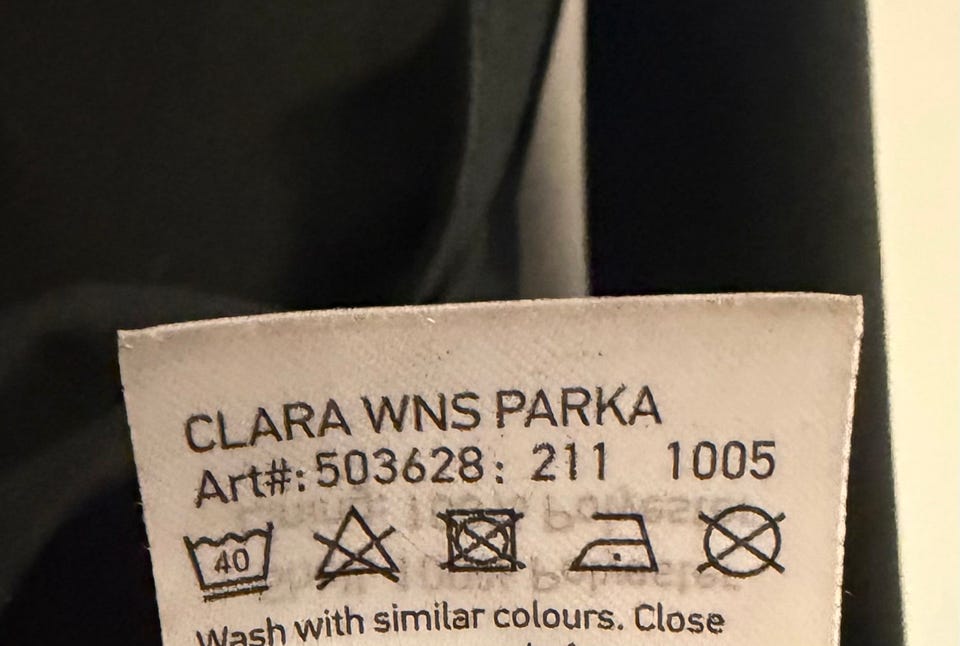 CLARA WNS PARKA
Art#: 503628: 211 1005
40
Wash with similar colours. Close